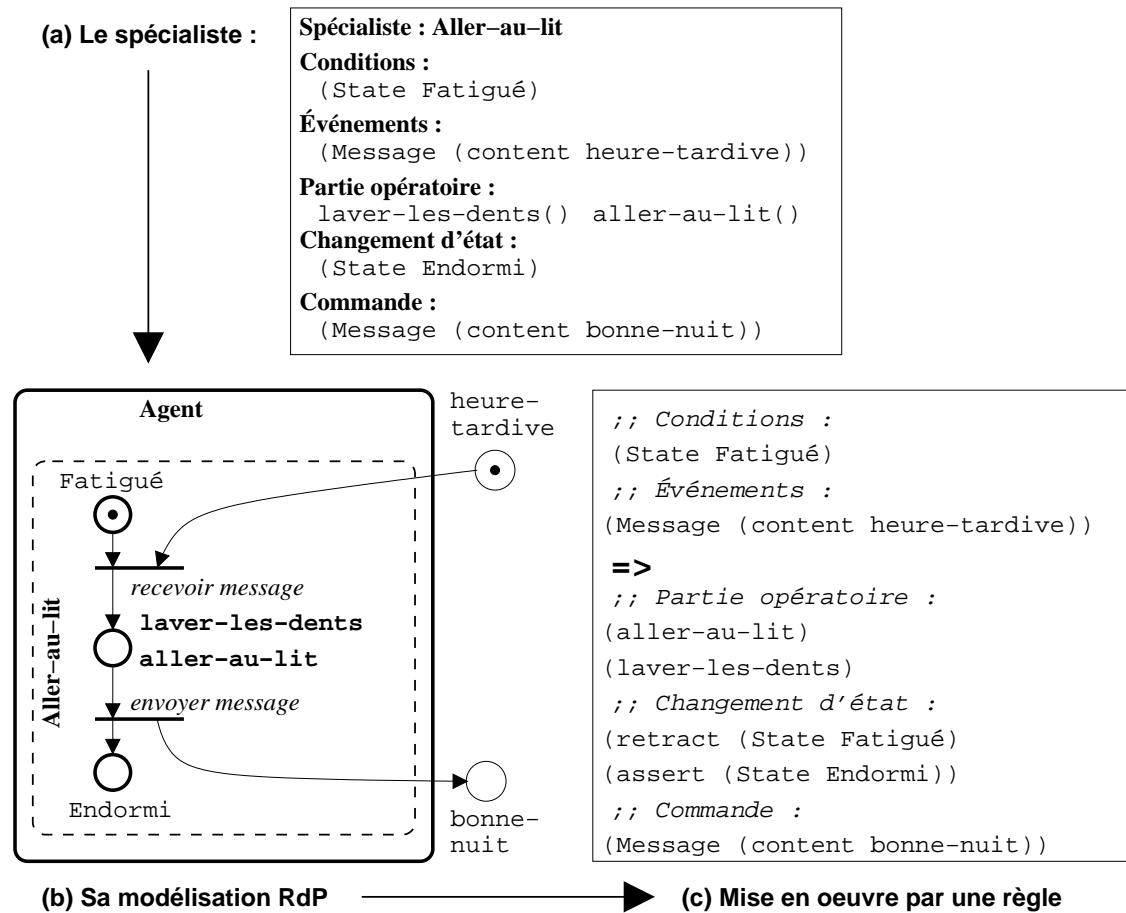 (a) Le spécialiste :
Spécialiste : Aller−au−lit
Conditions :
(State Fatigué)
Événements :
(Message (content heure−tardive))
Partie opératoire :
laver-les-dents() aller-au-lit()
Changement d'état :
(State Endormi)
Commande :
(Message (content bonne−nuit))
Agent
heure−
tardive
Fatigué
recevoir message
laver-les-dents
aller-au-lit
Aller−au−lit
envoyer message
Endormi
bonne−
nuit
;; Conditions :
(State Fatigué)
;; Événements :
(Message (content heure−tardive))
=>
;; Partie opératoire :
(aller−au−lit)
(laver−les−dents)
;; Changement d'état :
(retract (State Fatigué)
(assert (State Endormi))
;; Commande :
(Message (content bonne−nuit))
(b) Sa modélisation RdP
(c) Mise en oeuvre par une règle